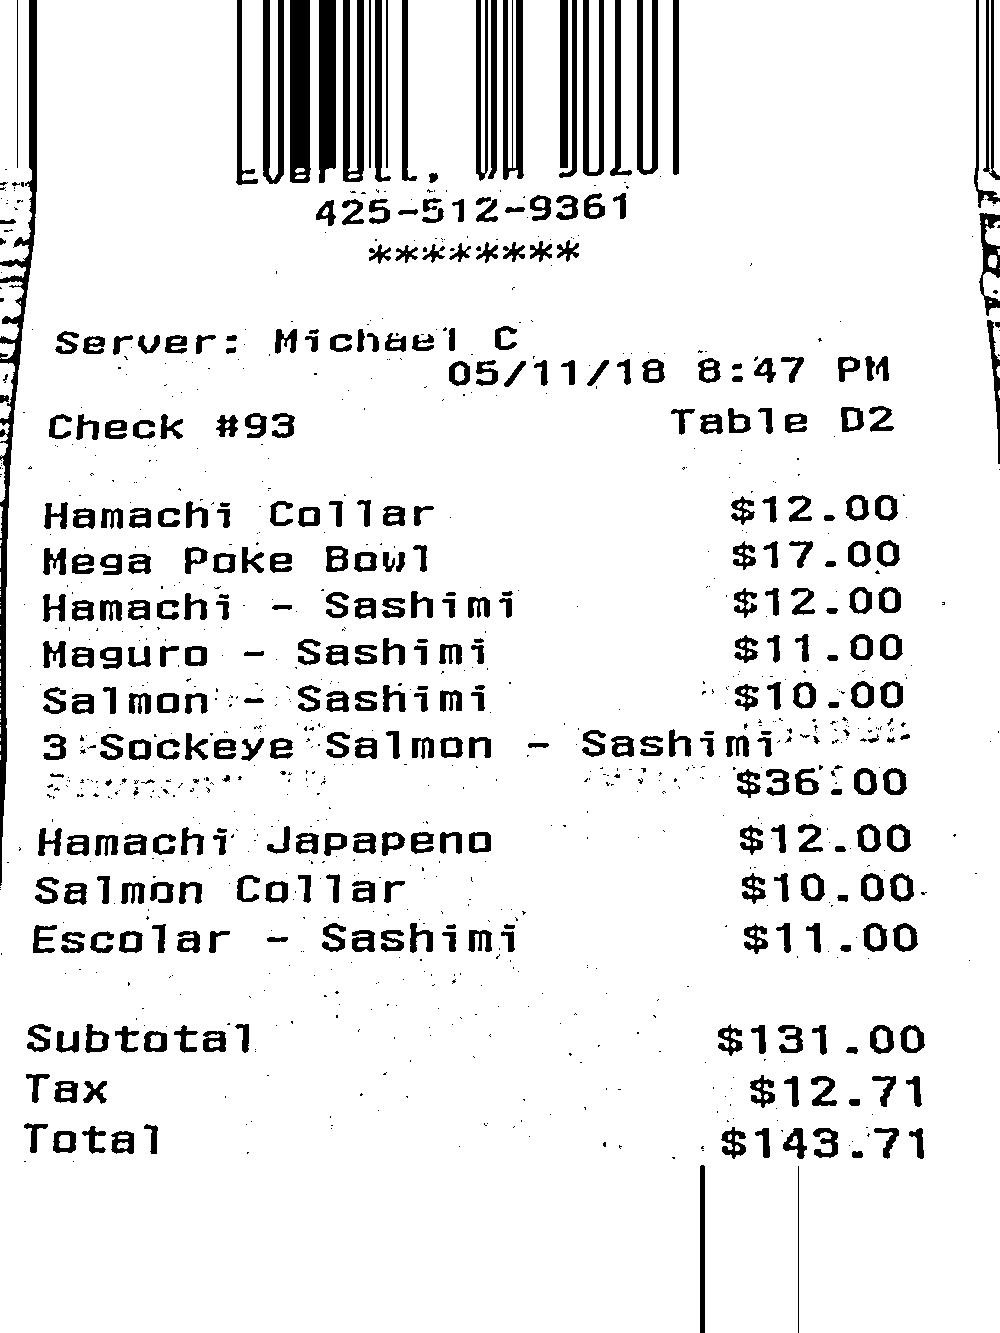 Everett, WA 98201
425-512-9361
********
Server: Michael C
05/11/18 8:47 PM
Check #93 Table D2
Hamachi Collar $12.00
Mega Poke Bowl $17.00
Hamachi - Sashimi $12.00
Maguro - Sashimi $11.00
Salmon - Sashimi $10.00
3 Sockeye Salmon - Sashimi
$36.00
Hamachi Japapeno $12.00
Salmon Collar $10.00
Escolar - Sashimi $11.00
Subtotal $131.00
Tax $12.71
Total $143.71